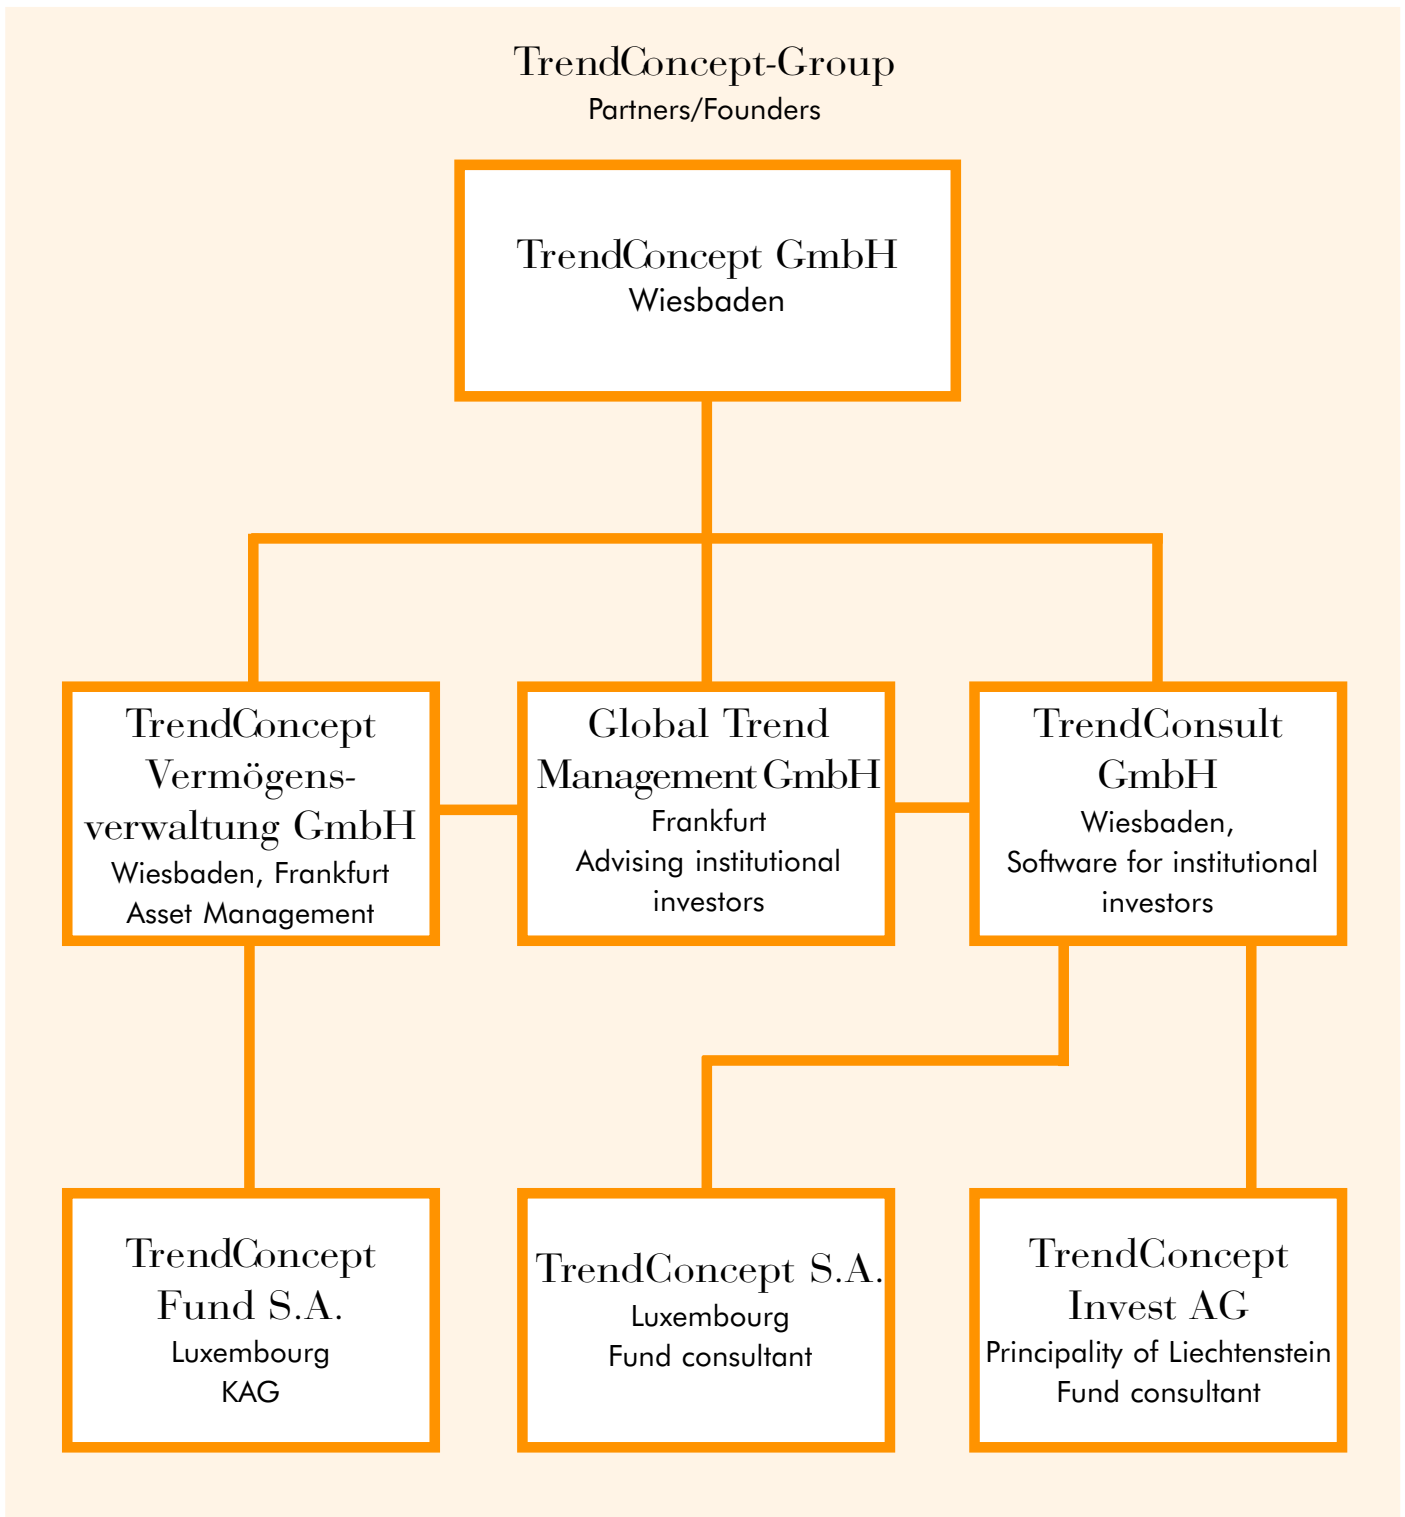 TrendConcept-Group
Partners/Founders
TrendConcept GmbH
Wiesbaden
TrendConcept
Vermögens-
verwaltung GmbH
Wiesbaden, Frankfurt
Asset Management
Global Trend
Management GmbH
Frankfurt
Advising institutional
investors
TrendConsult
GmbH
Wiesbaden,
Software for institutional
investors
TrendConcept
Fund S.A.
Luxembourg
KAG
TrendConcept S.A.
Luxembourg
Fund consultant
TrendConcept
Invest AG
Principality of Liechtenstein
Fund consultant